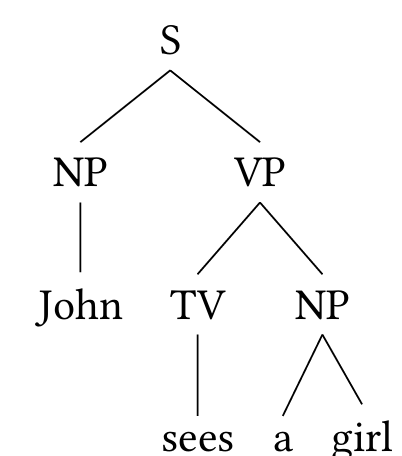 S
NP VP
John TV NP
sees a girl